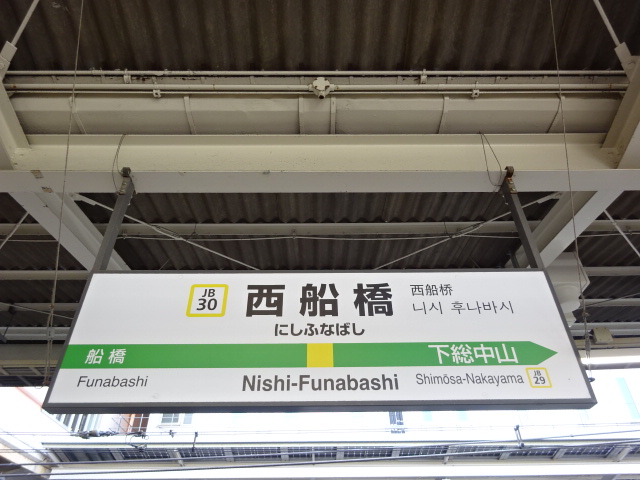 JB
30
西船橋
西船桥
니시 후나바시
にしふなばし
船橋
下総中山
Funabashi
Nishi-Funabashi
Shimōsa-Nakayama
JB
29